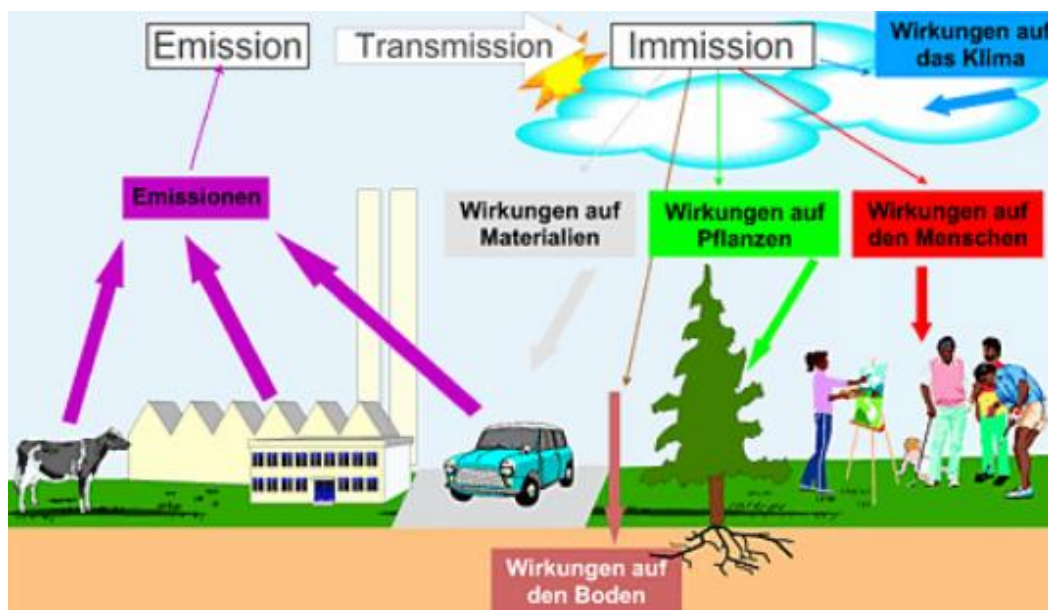 Emission
Transmission
Immission
Wirkungen auf
das Klima
Emissionen
Wirkungen auf
Materialien
Wirkungen auf
Pflanzen
Wirkungen auf
den Menschen
Wirkungen auf
den Boden